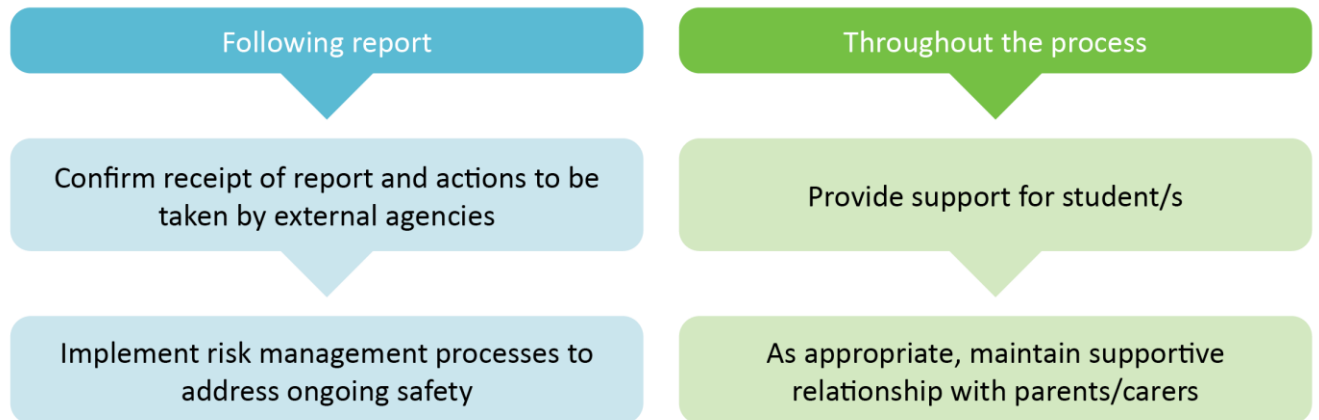 Following report
Confirm receipt of report and actions to be
taken by external agencies
Implement risk management processes to
address ongoing safety
Throughout the process
Provide support for student/s
As appropriate, maintain supportive
relationship with parents/carers